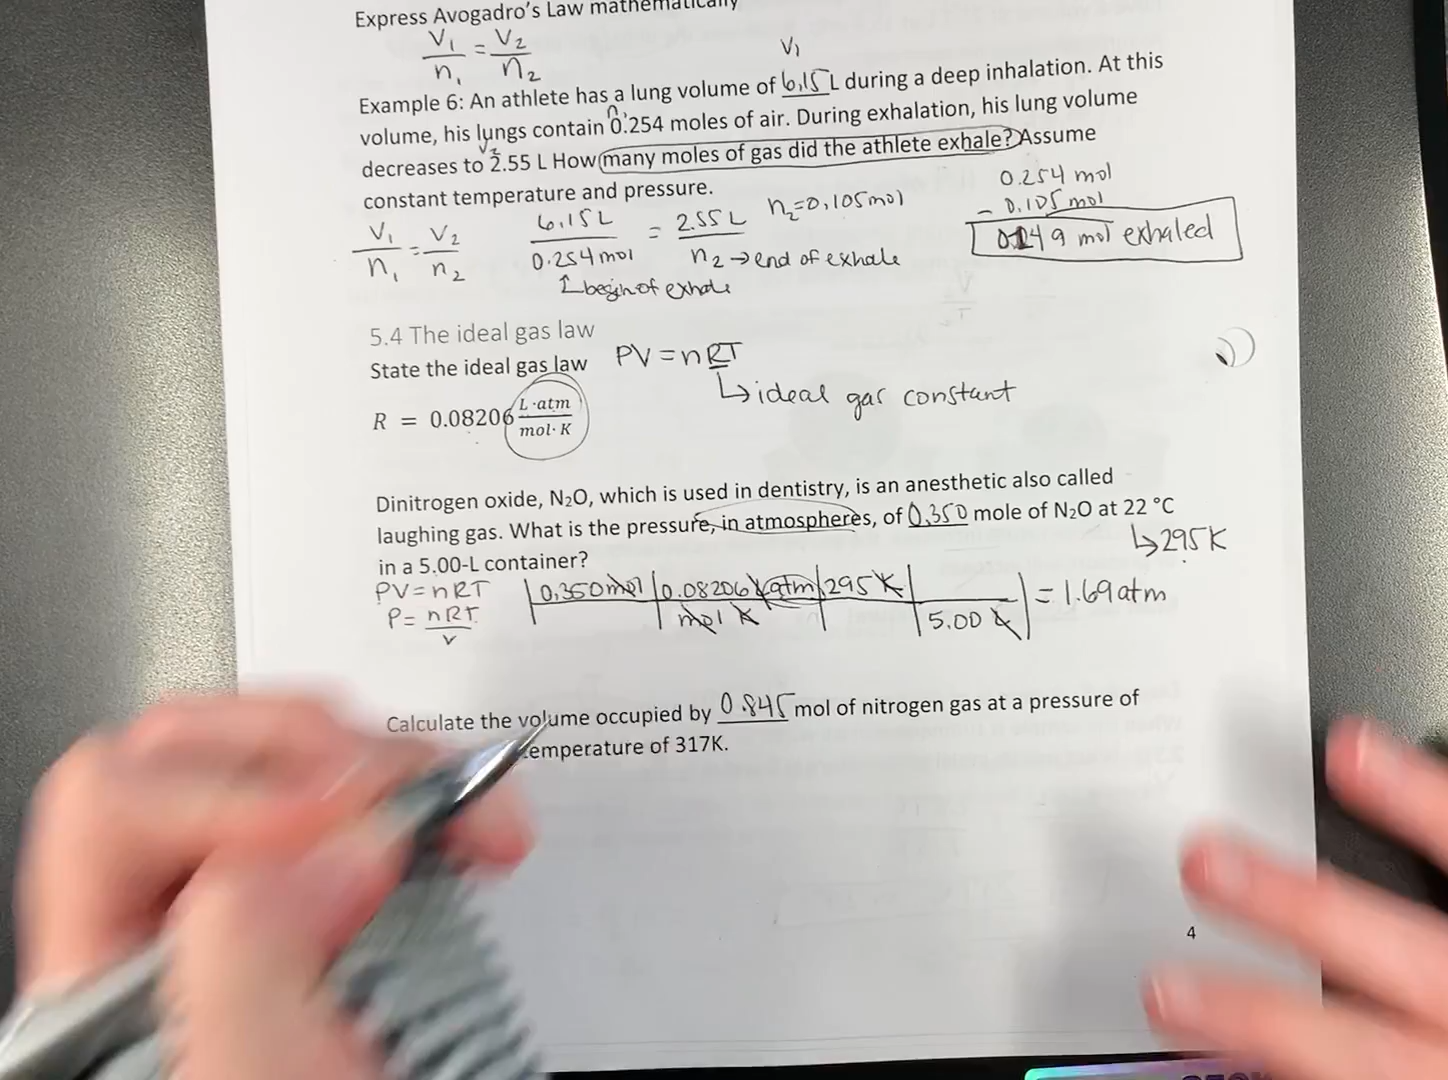 Express Avogadro's Law mathematically
V1/n1 = V2/n2
V1
Example 6: An athlete has a lung volume of 6.15 L during a deep inhalation. At this
volume, his lungs contain 0.254 moles of air. During exhalation, his lung volume
V2
decreases to 2.55 L How many moles of gas did the athlete exhale? Assume
constant temperature and pressure.
V1/n1 = V2/n2
6.15 L / 0.254 mol = 2.55 L / n2 → end of exhale
↑ begin of exhale
n2=0.105 mol
0.254 mol
- 0.105 mol
0.149 mol exhaled
5.4 The ideal gas law
State the ideal gas law PV = nRT
↳ ideal gas constant
R = 0.08206 L·atm / mol·K
Dinitrogen oxide, N2O, which is used in dentistry, is an anesthetic also called
laughing gas. What is the pressure, in atmospheres, of 0.350 mole of N2O at 22 °C
↳ 295 K
in a 5.00-L container?
PV = nRT
P = nRT / V
0.350 mol | 0.08206 L atm | 295 K
mol K | 5.00 L
= 1.69 atm
Calculate the volume occupied by 0.845 mol of nitrogen gas at a pressure of
temperature of 317K.
4